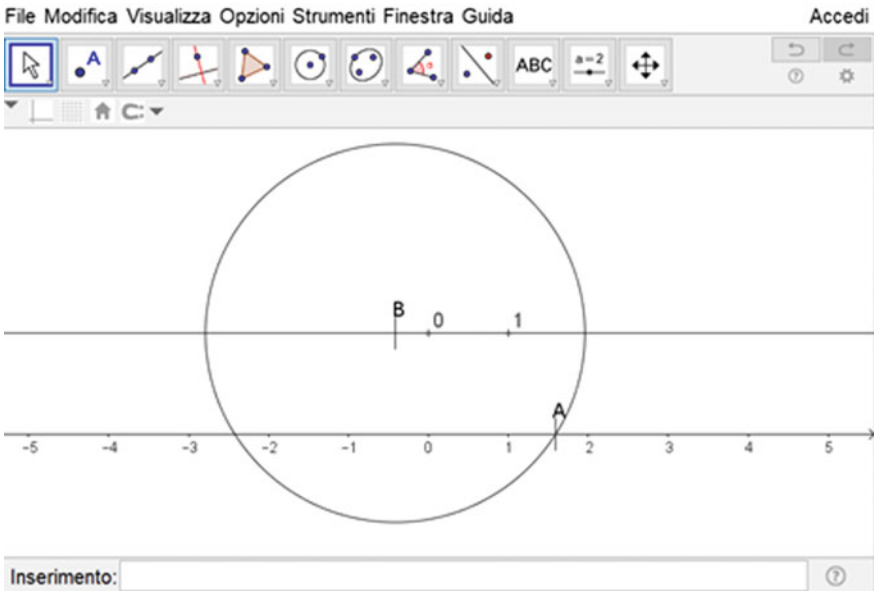 File Modifica Visualizza Opzioni Strumenti Finestra Guida Accedi
A ABC a=2
B 0 1
A
-5 -4 -3 -2 -1 0 1 2 3 4 5
Inserimento: